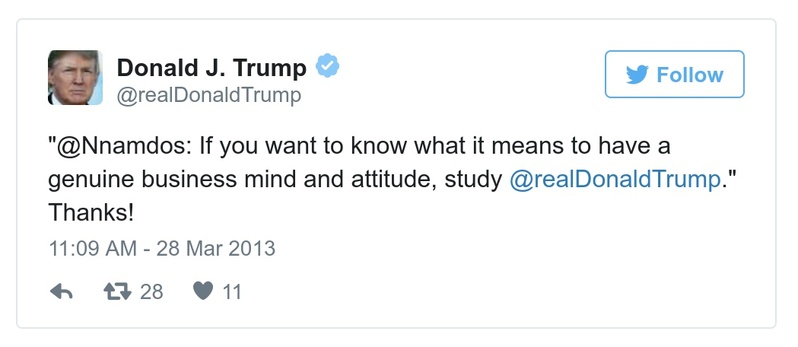 Donald J. Trump
@realDonaldTrump
Follow
"@Nnamdos: If you want to know what it means to have a
genuine business mind and attitude, study @realDonaldTrump."
Thanks!
11:09 AM - 28 Mar 2013
28 11